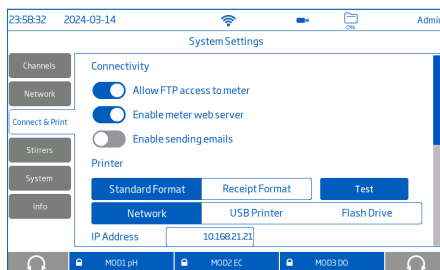 23:58:32 2024-03-14 0% Admin
System Settings
Channels
Network
Connect & Print
Stirrers
System
Info
Connectivity
Allow FTP access to meter
Enable meter web server
Enable sending emails
Printer
Standard Format Receipt Format Test
Network USB Printer Flash Drive
IP Address 10.168.21.21
MOD1 pH MOD2 EC MOD3 DO